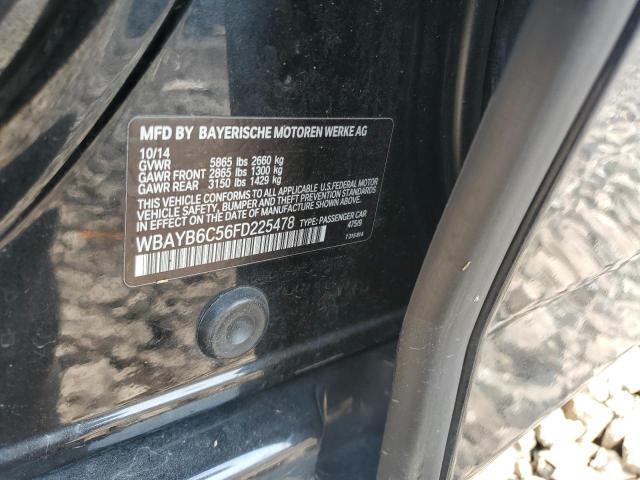 MFD BY BAYERISCHE MOTOREN WERKE AG
10/14
GVWR 5865 lbs 2660 kg
GAWR FRONT 2865 lbs 1300 kg
GAWR REAR 3150 lbs 1429 kg
THIS VEHICLE CONFORMS TO ALL APPLICABLE U.S. FEDERAL MOTOR
VEHICLE SAFETY, BUMPER, AND THEFT PREVENTION STANDARDS
IN EFFECT ON THE DATE OF MANUFACTURE SHOWN ABOVE.
WBAYB6C56FD225478 TYPE: PASSENGER CAR
475/9